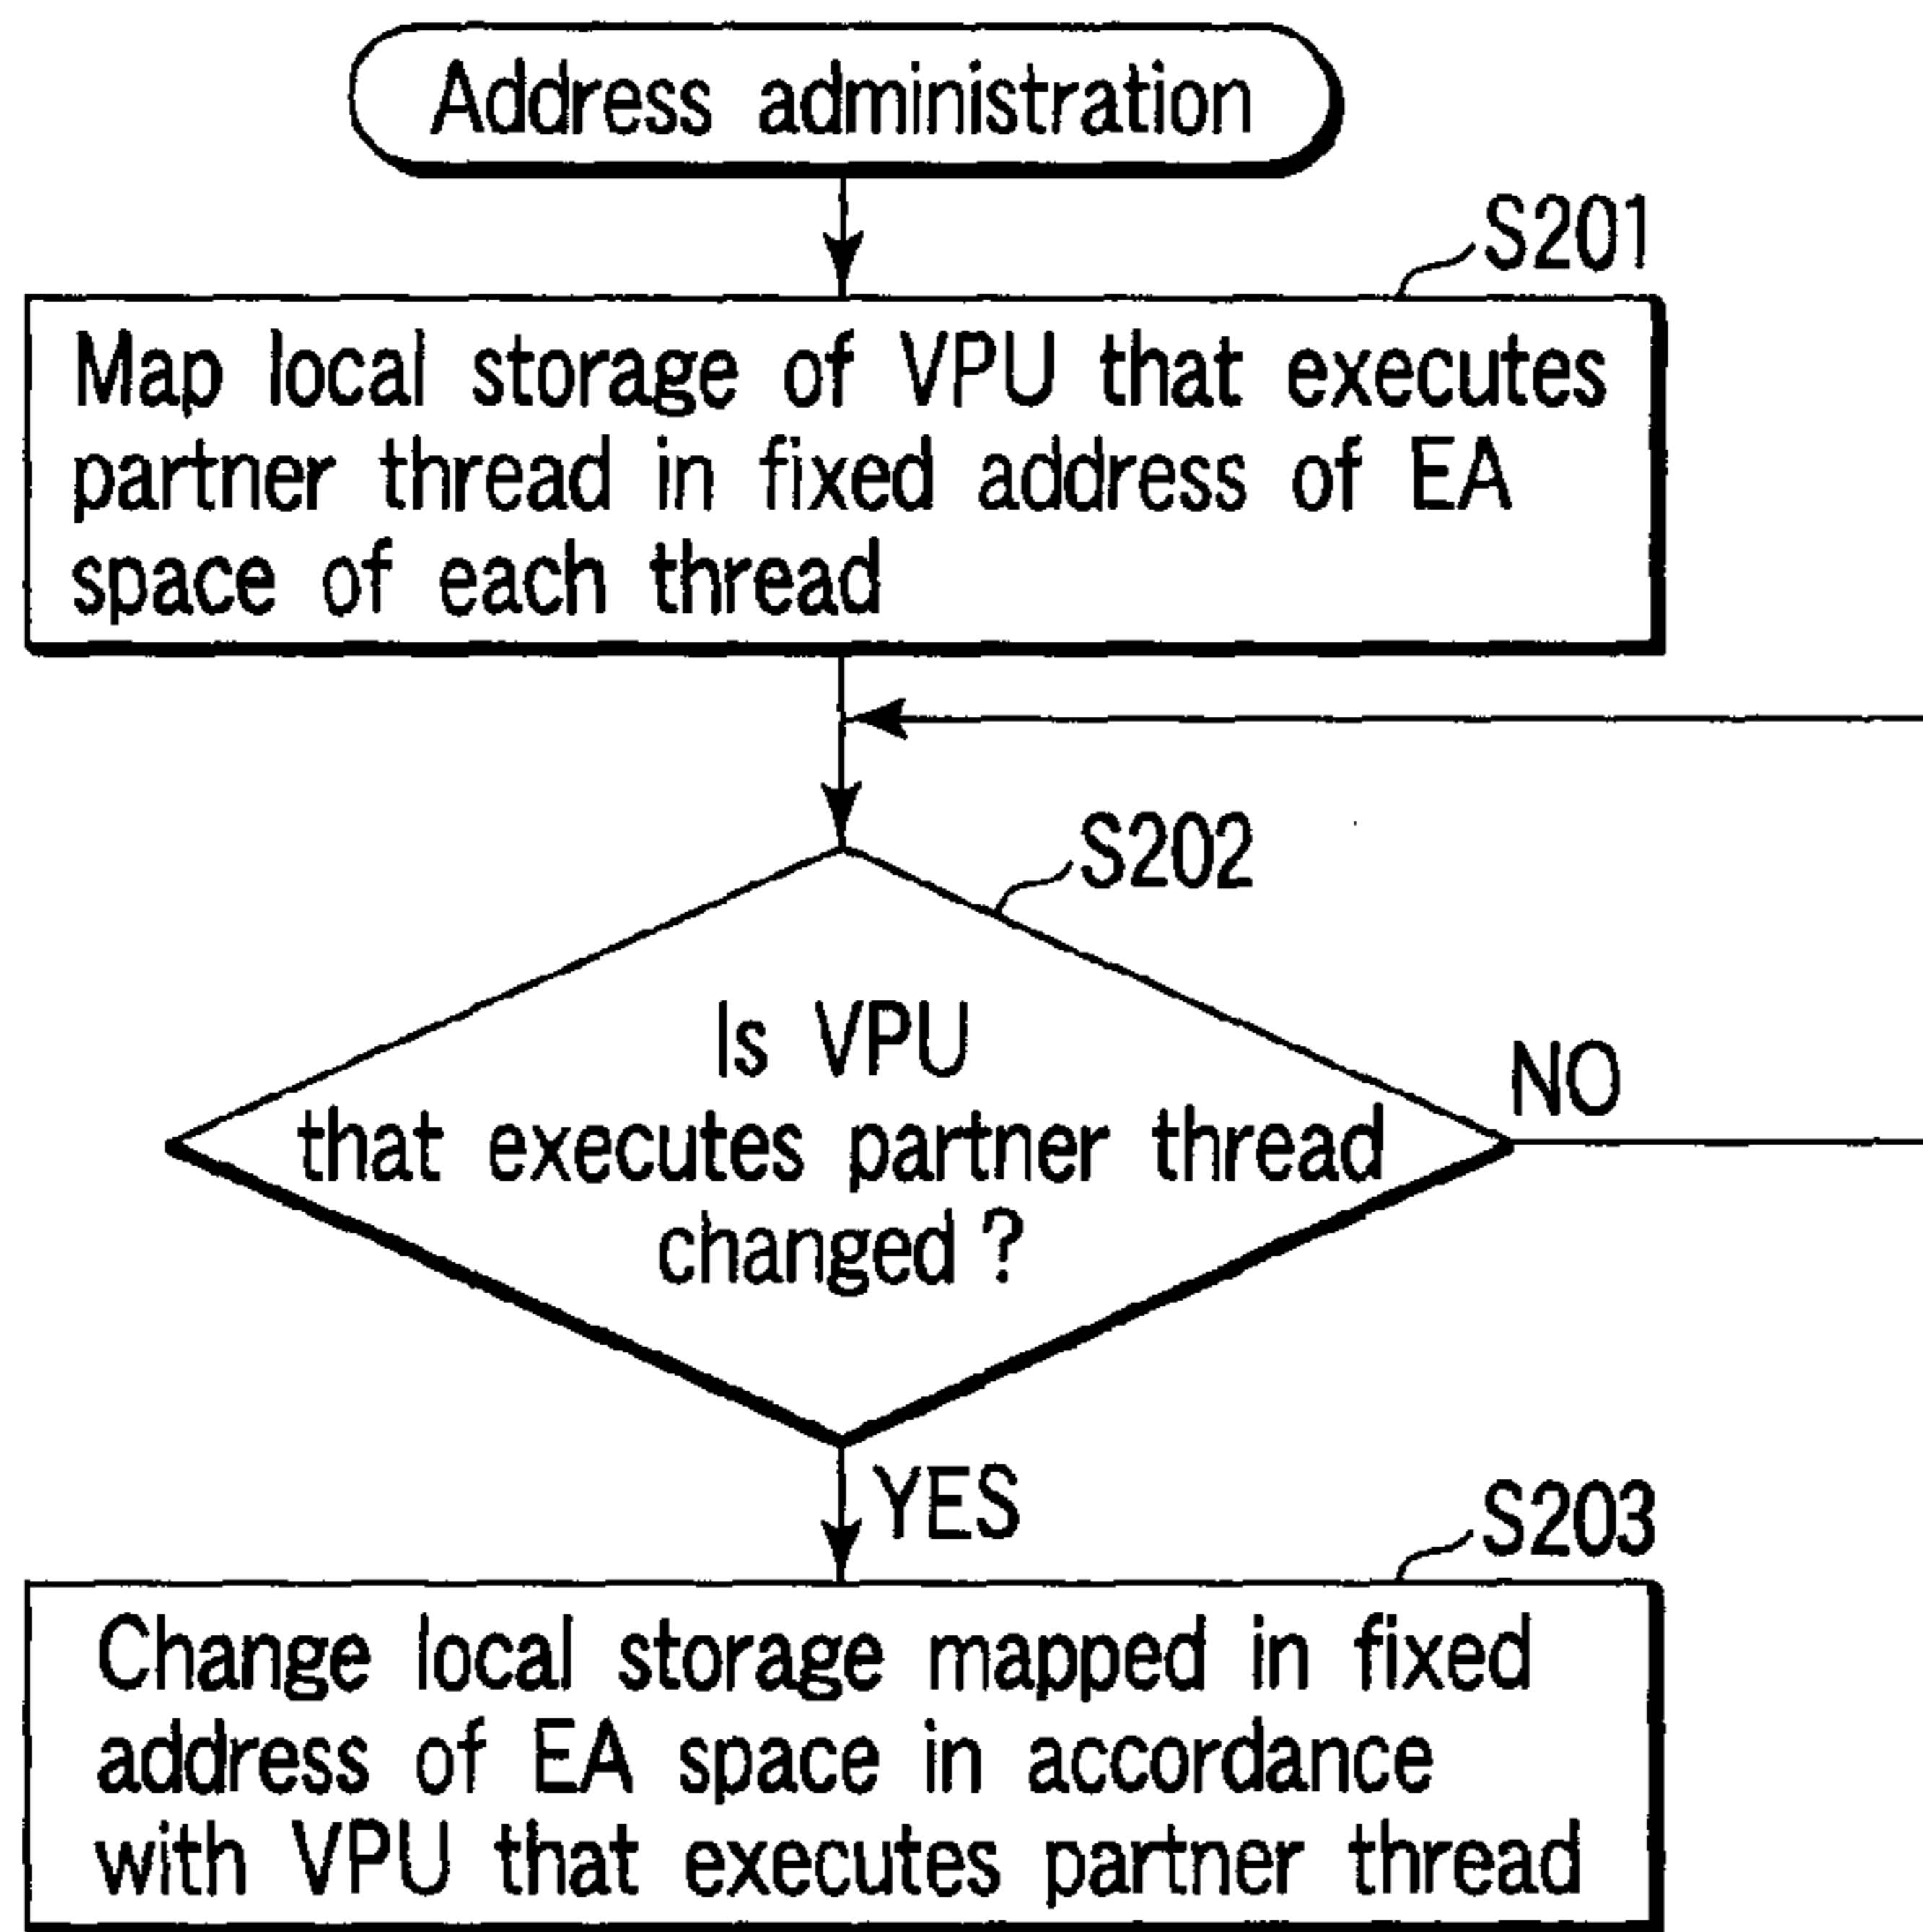 Address administration
S201
Map local storage of VPU that executes
partner thread in fixed address of EA
space of each thread
S202
Is VPU
that executes partner thread
changed ?
NO
YES
S203
Change local storage mapped in fixed
address of EA space in accordance
with VPU that executes partner thread